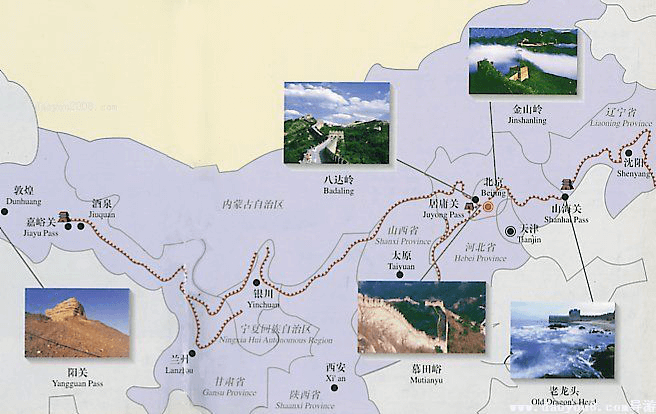 金山岭
Jinshanling
辽宁省
Liaoning Province
沈阳
Shenyang
八达岭
Badaling
北京
Beijing
居庸关
Juyong Pass
山海关
Shanhai Pass
敦煌
Dunhuang
酒泉
Jiuquan
嘉峪关
Jiayu Pass
内蒙古自治区
山西省
Shanxi Province
天津
Tianjin
河北省
Hebei Province
太原
Taiyuan
银川
Yinchuan
宁夏回族自治区
Ningxia Hui Autonomous Region
兰州
Lanzhou
阳关
Yangguan Pass
西安
Xi'an
慕田峪
Mutianyu
甘肃省
Gansu Province
陕西省
Shaanxi Province
老龙头
Old Dragon's Head